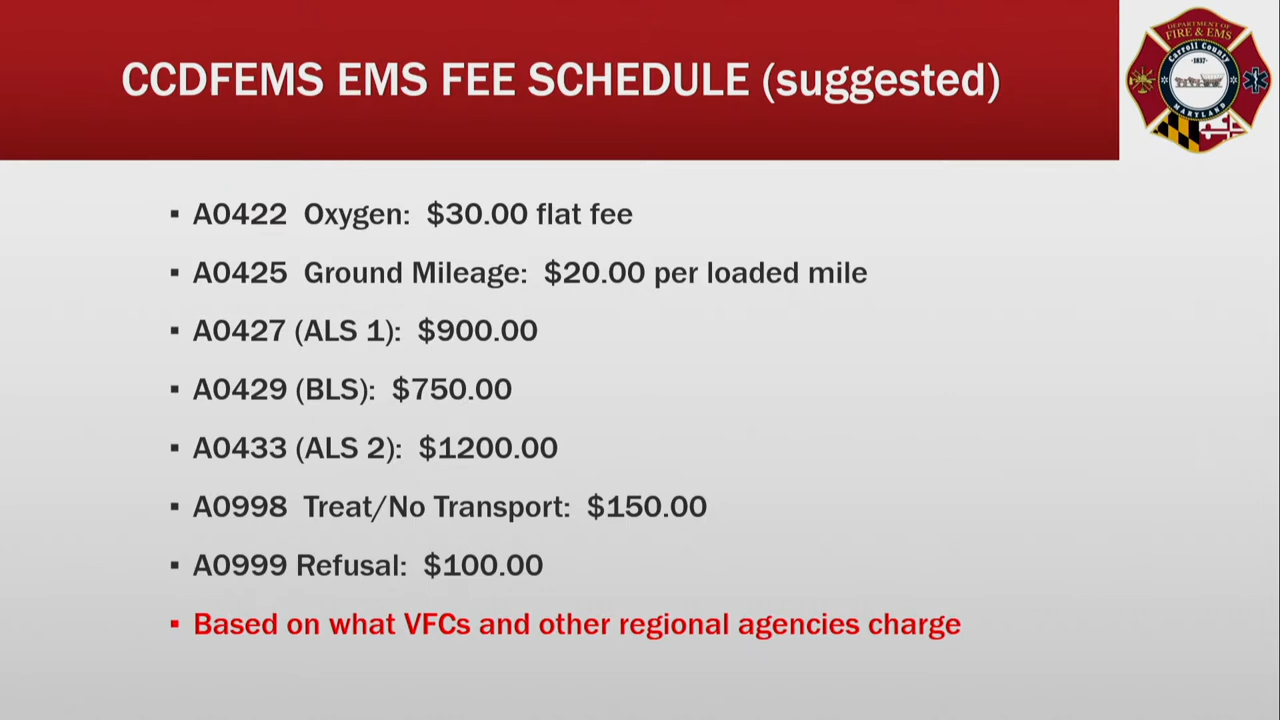 CCDFEMS EMS FEE SCHEDULE (suggested)
DEPARTMENT OF
FIRE & EMS
Carroll County
·1837·
MARYLAND
▪ A0422 Oxygen: $30.00 flat fee
▪ A0425 Ground Mileage: $20.00 per loaded mile
▪ A0427 (ALS 1): $900.00
▪ A0429 (BLS): $750.00
▪ A0433 (ALS 2): $1200.00
▪ A0998 Treat/No Transport: $150.00
▪ A0999 Refusal: $100.00
▪ Based on what VFCs and other regional agencies charge